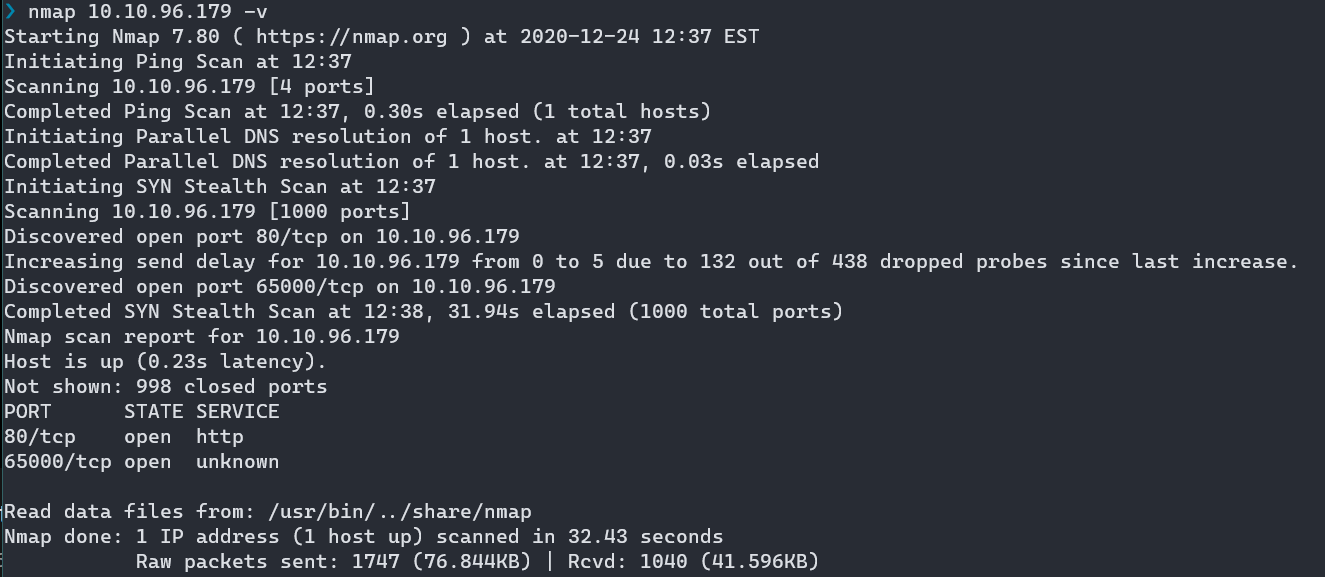 ❯ nmap 10.10.96.179 -v
Starting Nmap 7.80 ( https://nmap.org ) at 2020-12-24 12:37 EST
Initiating Ping Scan at 12:37
Scanning 10.10.96.179 [4 ports]
Completed Ping Scan at 12:37, 0.30s elapsed (1 total hosts)
Initiating Parallel DNS resolution of 1 host. at 12:37
Completed Parallel DNS resolution of 1 host. at 12:37, 0.03s elapsed
Initiating SYN Stealth Scan at 12:37
Scanning 10.10.96.179 [1000 ports]
Discovered open port 80/tcp on 10.10.96.179
Increasing send delay for 10.10.96.179 from 0 to 5 due to 132 out of 438 dropped probes since last increase.
Discovered open port 65000/tcp on 10.10.96.179
Completed SYN Stealth Scan at 12:38, 31.94s elapsed (1000 total ports)
Nmap scan report for 10.10.96.179
Host is up (0.23s latency).
Not shown: 998 closed ports
PORT      STATE SERVICE
80/tcp    open  http
65000/tcp open  unknown
Read data files from: /usr/bin/../share/nmap
Nmap done: 1 IP address (1 host up) scanned in 32.43 seconds
           Raw packets sent: 1747 (76.844KB) | Rcvd: 1040 (41.596KB)